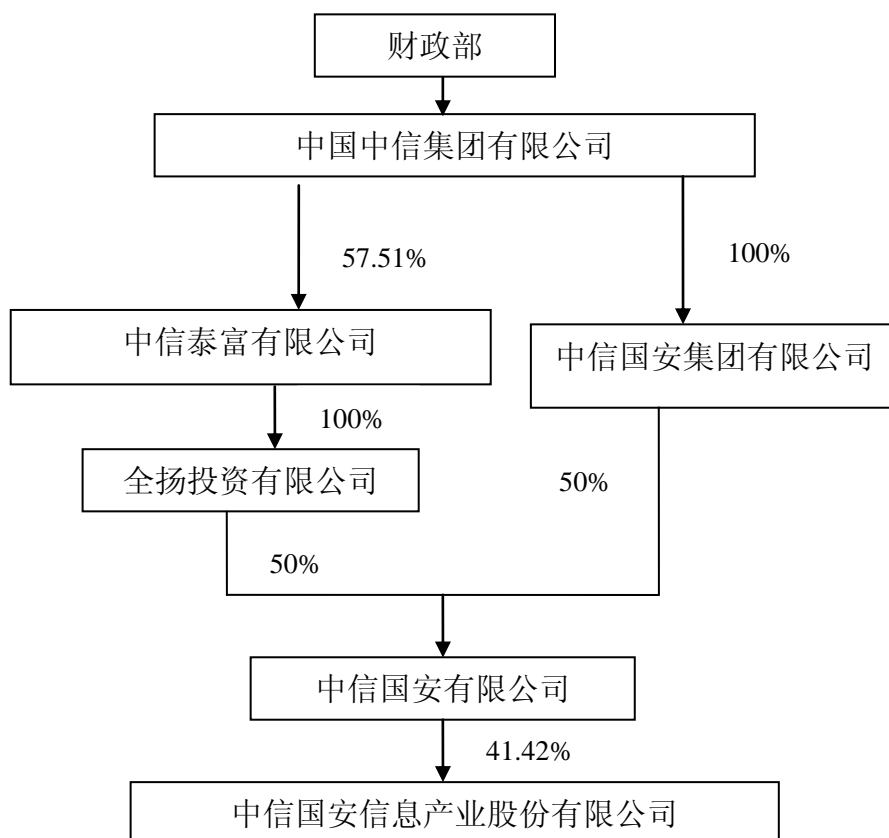 财政部
中国中信集团有限公司
57.51%
100%
中信泰富有限公司
中信国安集团有限公司
100%
全扬投资有限公司
50%
50%
中信国安有限公司
41.42%
中信国安信息产业股份有限公司